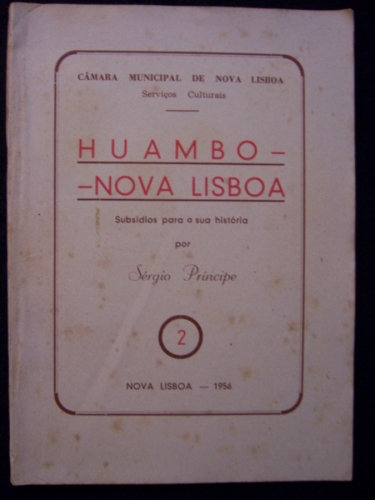 CÂMARA MUNICIPAL DE NOVA LISBOA
Serviços Culturais
HUAMBO –
–NOVA LISBOA
Subsídios para a sua história
por
Sérgio Príncipe
2
NOVA LISBOA — 1956